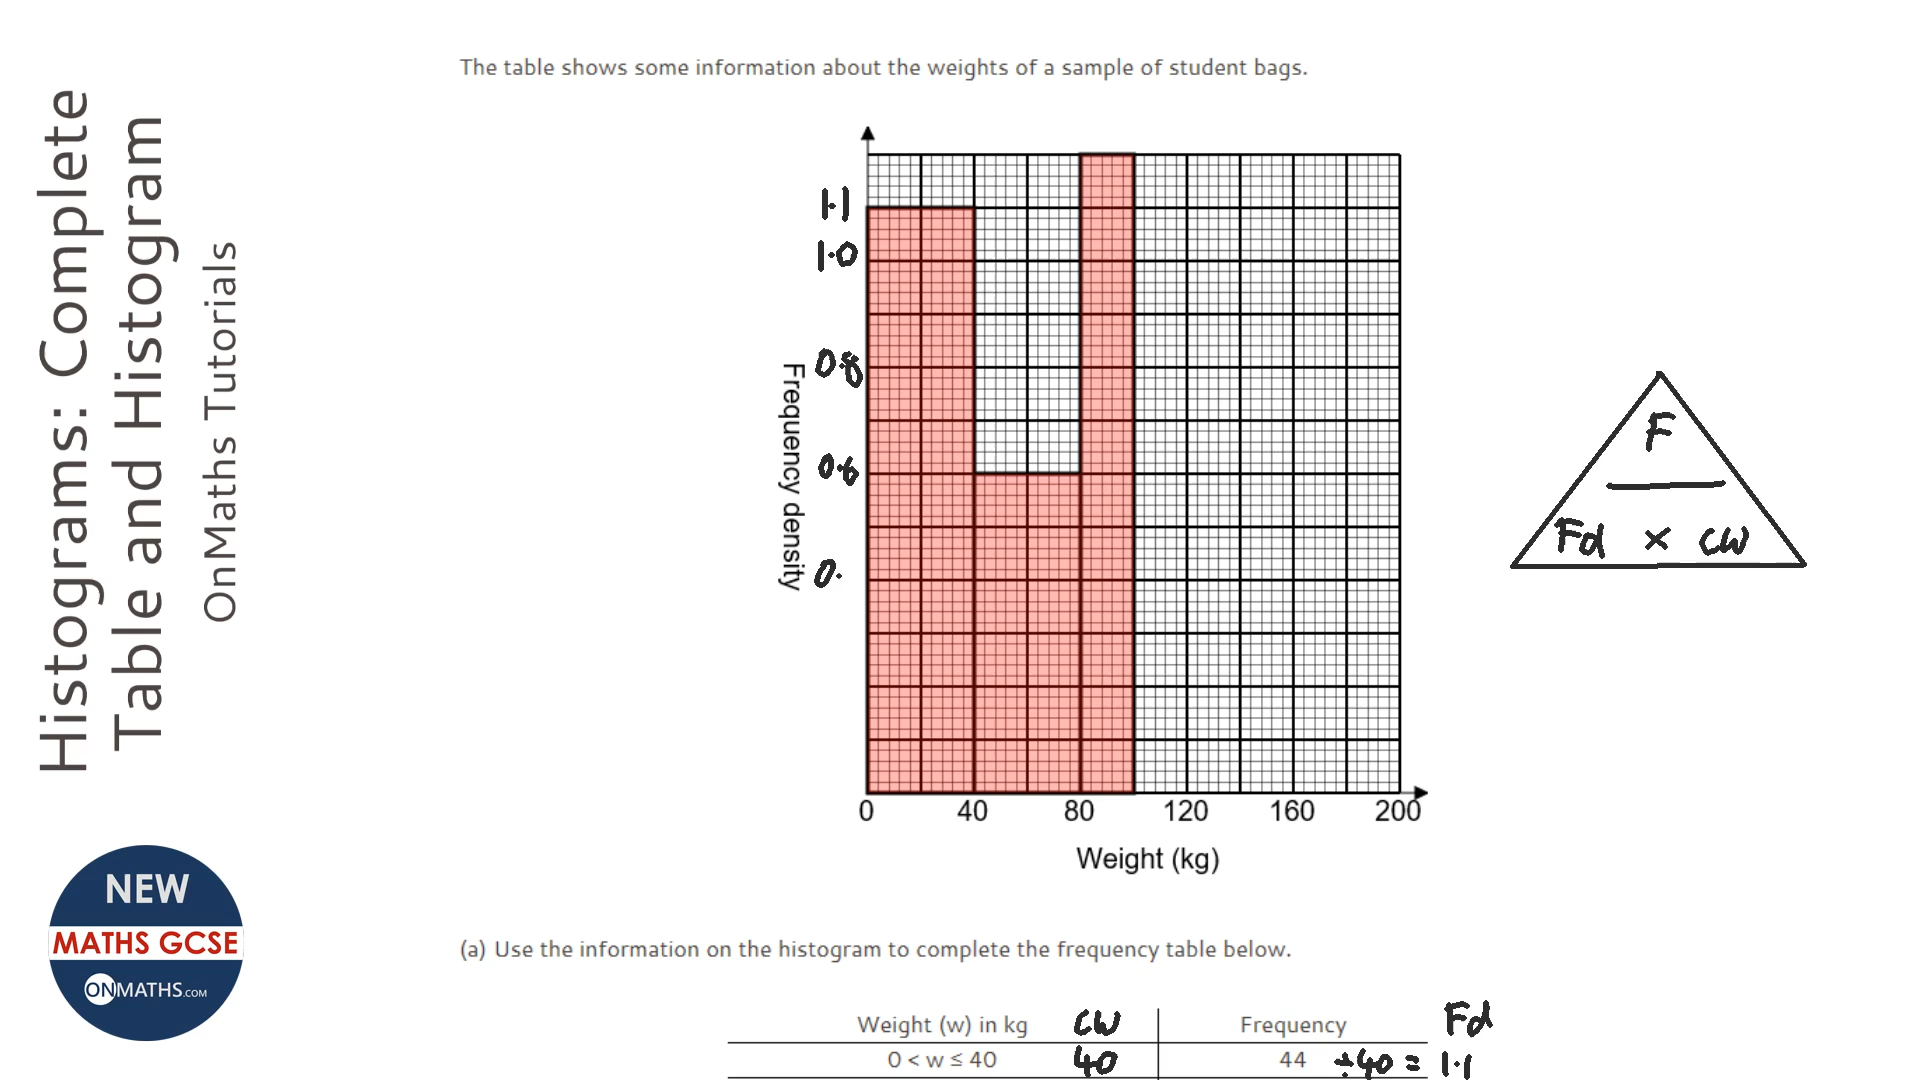 Histograms: Complete
Table and Histogram
OnMaths Tutorials
The table shows some information about the weights of a sample of student bags.
1.1
1.0
0.8
0.6
0.
Frequency density
0 40 80 120 160 200
Weight (kg)
F
Fd × CW
(a) Use the information on the histogram to complete the frequency table below.
Weight (w) in kg CW Frequency Fd
0 < w ≤ 40 40 44 ÷40 = 1.1
NEW
MATHS GCSE
ONMATHS.COM